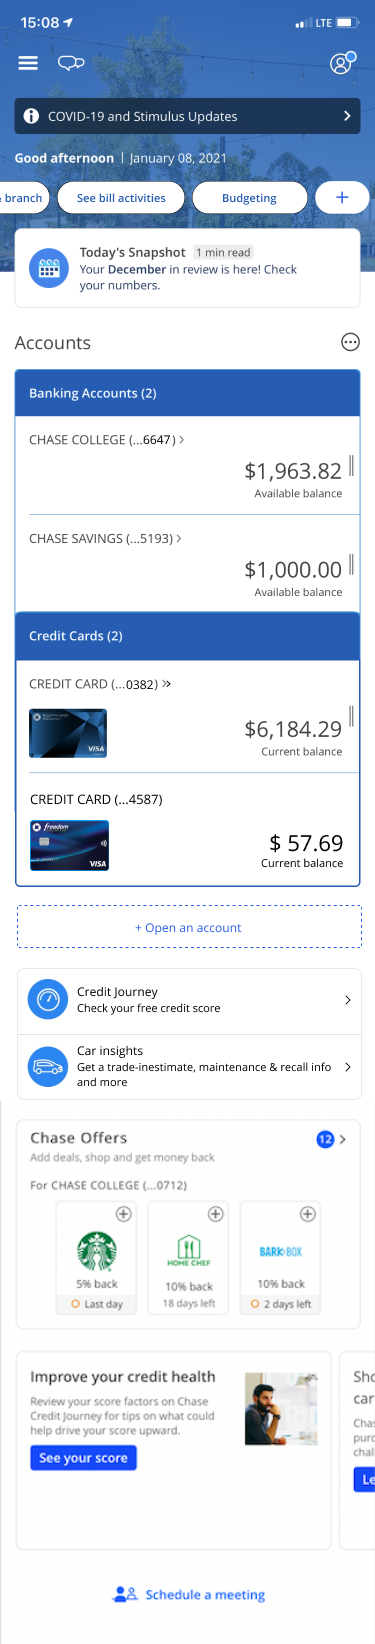 15:08 LTE
COVID-19 and Stimulus Updates
Good afternoon | January 08, 2021
branch See bill activities Budgeting +
Today's Snapshot 1 min read
Your December in review is here! Check
your numbers.
Accounts
Banking Accounts (2)
CHASE COLLEGE (...6647)
$1,963.82
Available balance
CHASE SAVINGS (...5193)
$1,000.00
Available balance
Credit Cards (2)
CREDIT CARD (...0382)
SAPPHIRE
VISA
$6,184.29
Current balance
CREDIT CARD (...4587)
freedom
VISA
$ 57.69
Current balance
+ Open an account
Credit Journey
Check your free credit score
Car insights
Get a trade-inestimate, maintenance & recall info
and more
Chase Offers 12
Add deals, shop and get money back
For CHASE COLLEGE (...0712)
HOME CHEF
BARK BOX
5% back 10% back 10% back
Last day 18 days left 2 days left
Improve your credit health
Review your score factors on Chase
Credit Journey for tips on what could
help drive your score upward.
See your score
Sho
car
Chas
purc
chall
Le
Schedule a meeting